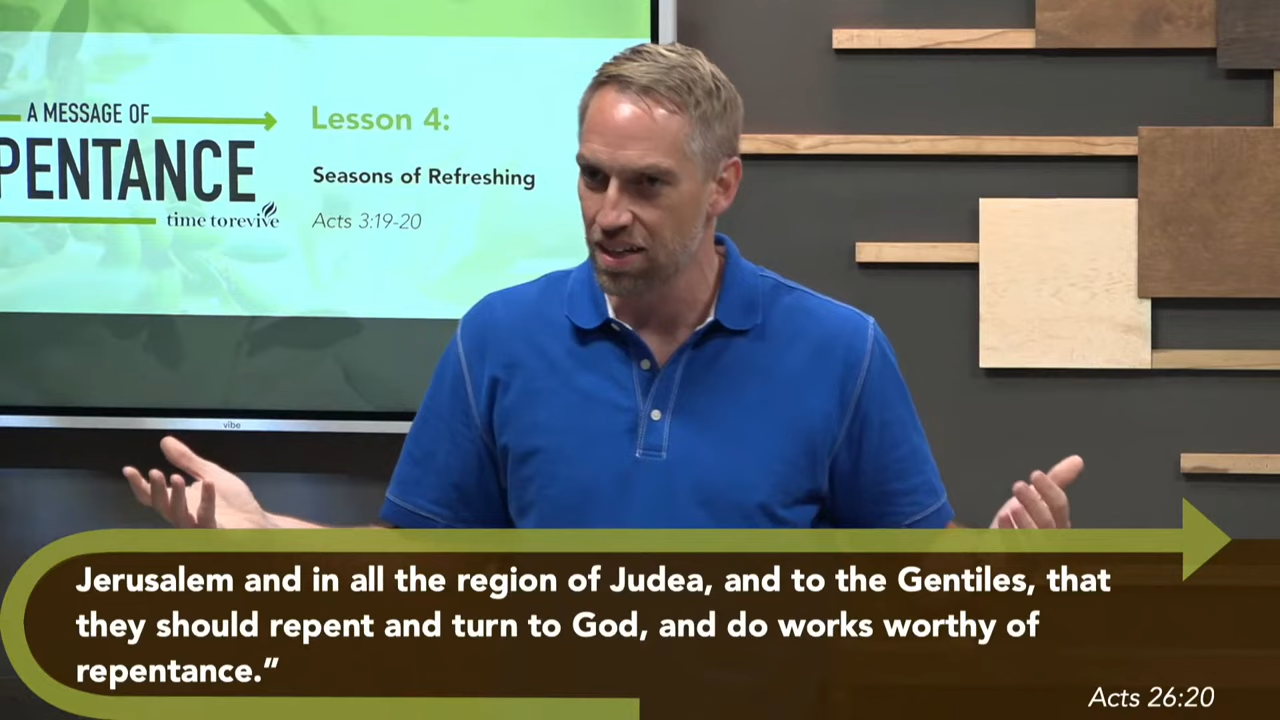 A MESSAGE OF
PENTANCE
time to revive
Lesson 4:
Seasons of Refreshing
Acts 3:19-20
vibe
Jerusalem and in all the region of Judea, and to the Gentiles, that
they should repent and turn to God, and do works worthy of
repentance.”
Acts 26:20